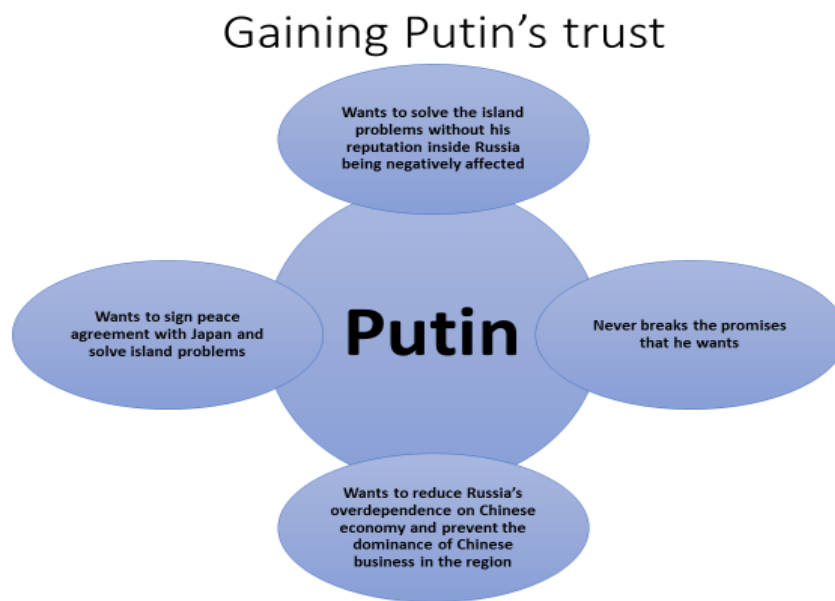 Gaining Putin’s trust
Wants to solve the island
problems without his
reputation inside Russia
being negatively affected
Wants to sign peace
agreement with Japan and
solve island problems
Putin
Never breaks the promises
that he wants
Wants to reduce Russia’s
overdependence on Chinese
economy and prevent the
dominance of Chinese
business in the region